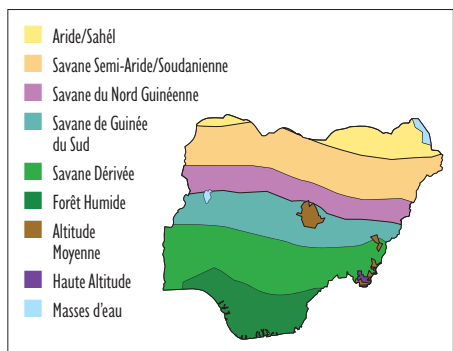 Aride/Sahél
Savane Semi-Aride/Soudanienne
Savane du Nord Guinéenne
Savane de Guinée
du Sud
Savane Dérivée
Forêt Humide
Altitude
Moyenne
Haute Altitude
Masses d'eau